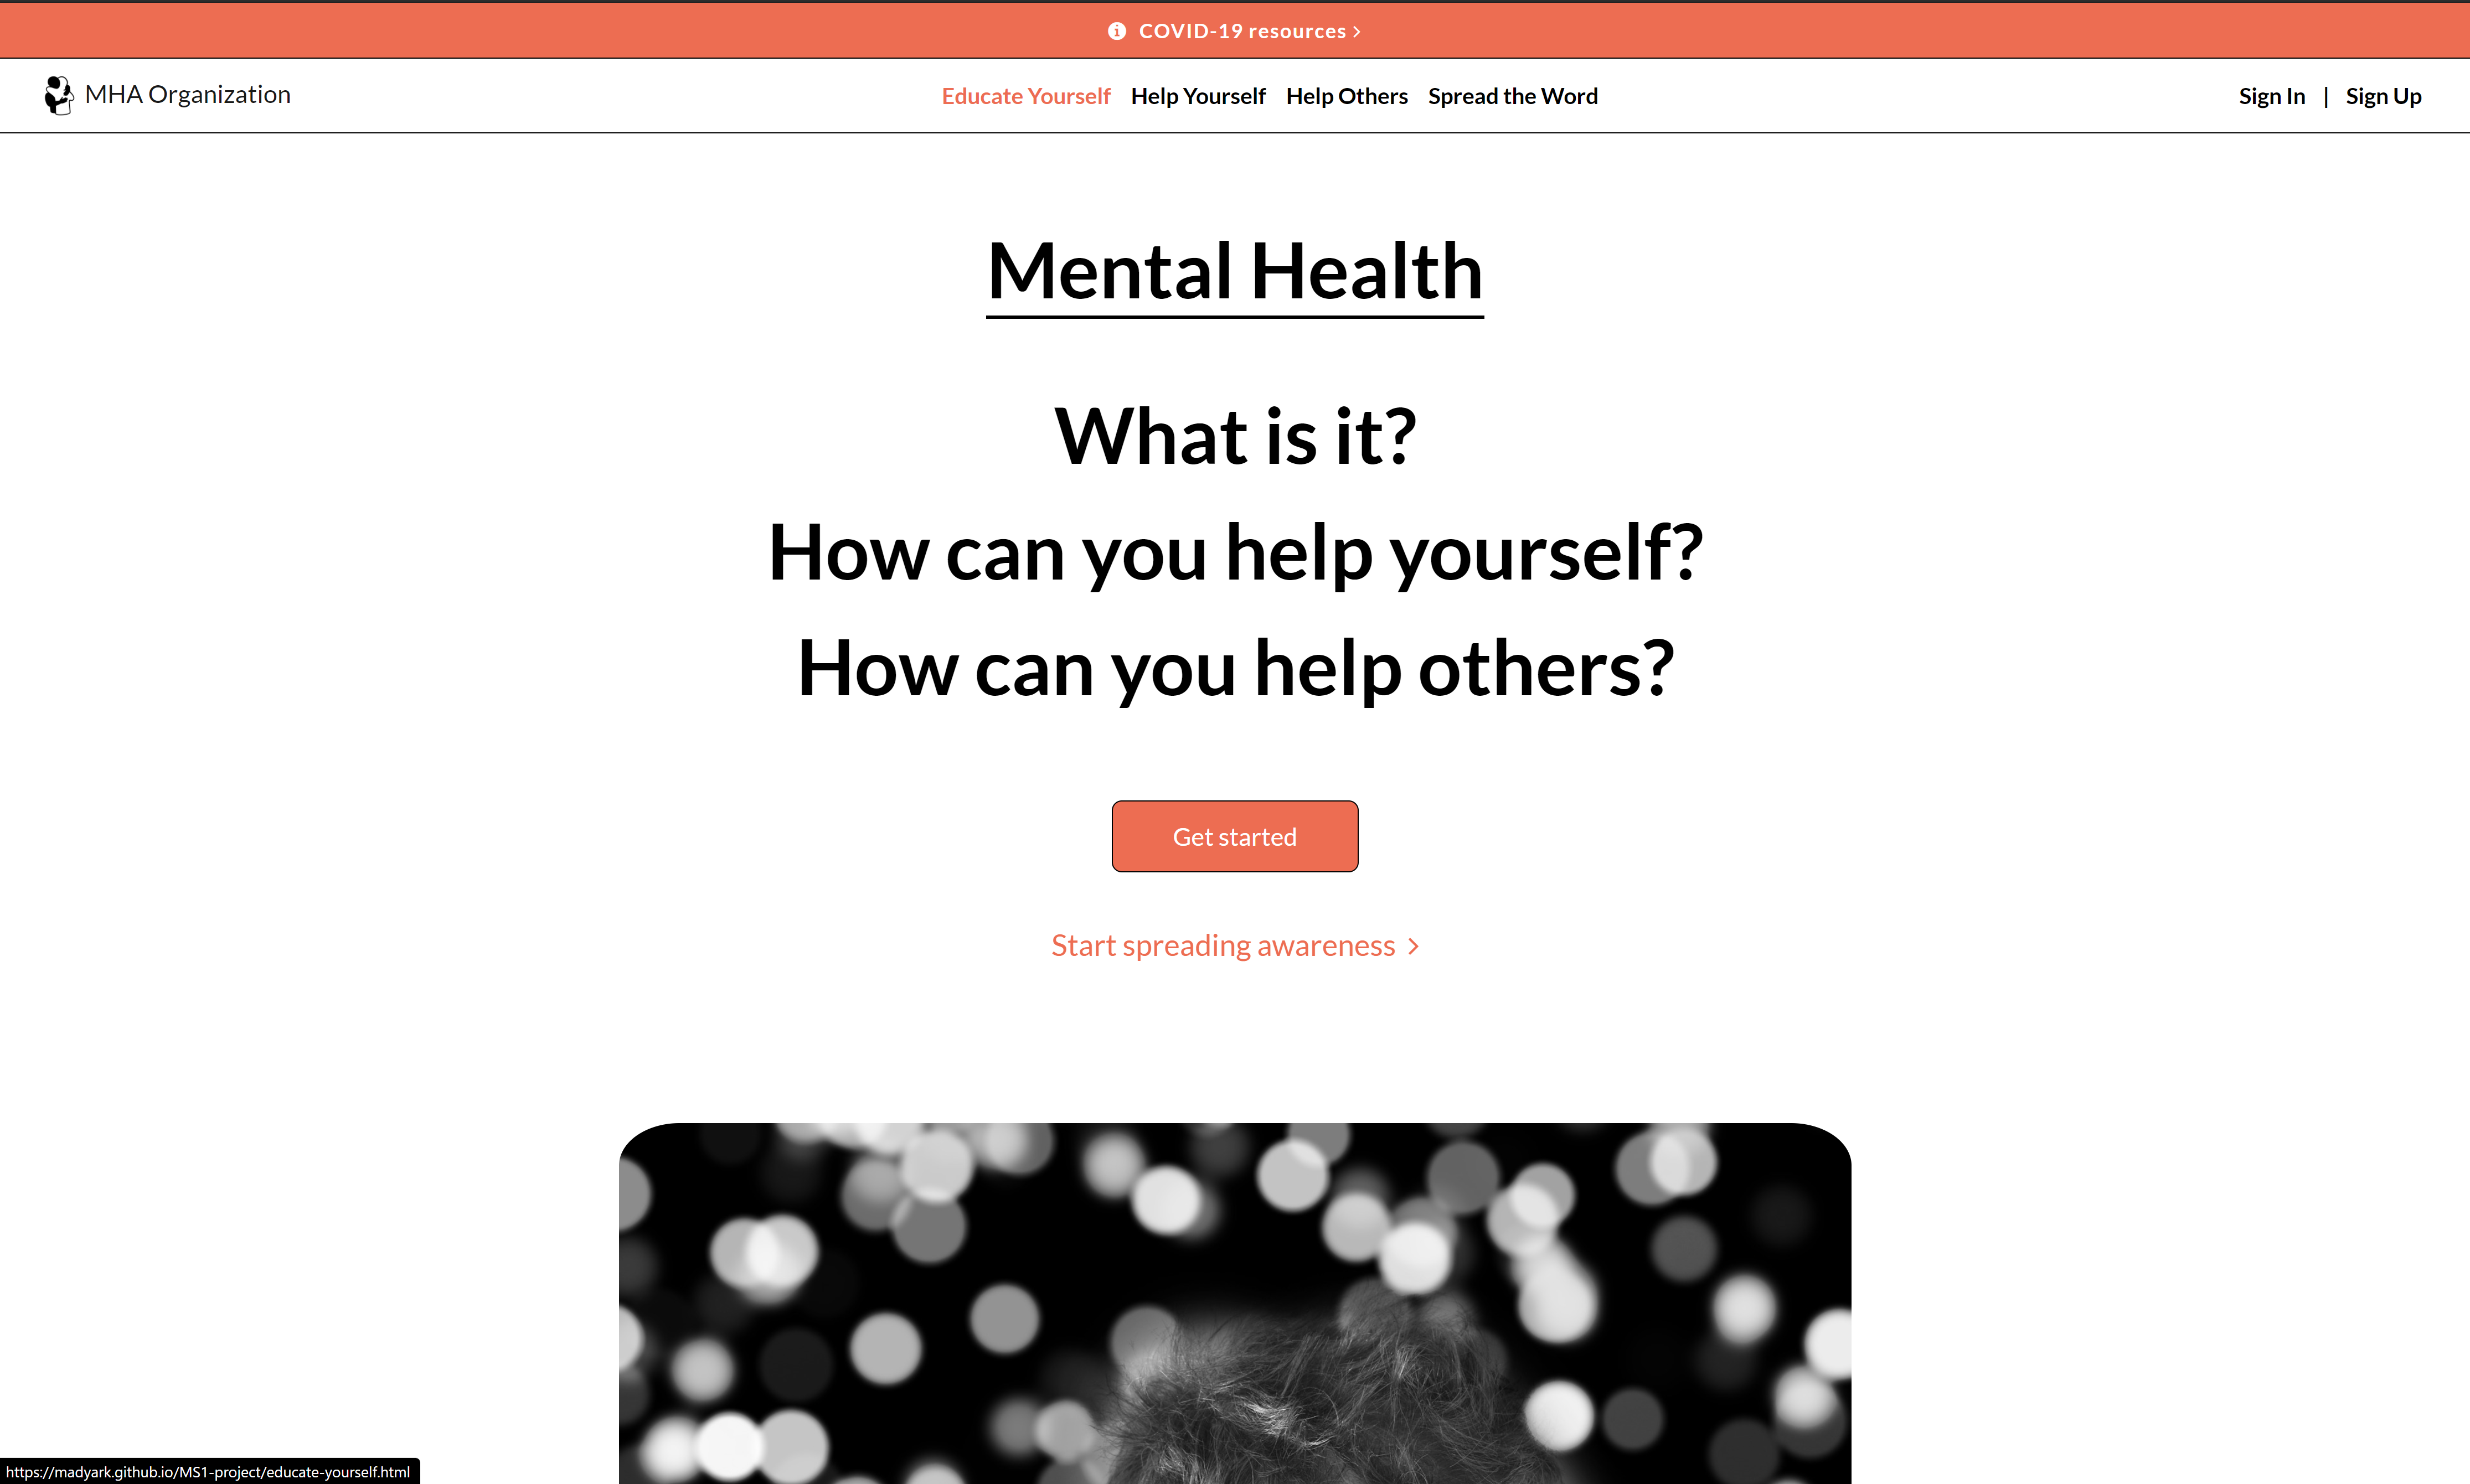 COVID-19 resources >
MHA Organization
Educate Yourself Help Yourself Help Others Spread the Word
Sign In | Sign Up
Mental Health
What is it?
How can you help yourself?
How can you help others?
Get started
Start spreading awareness >
https://madyark.github.io/MS1-project/educate-yourself.html